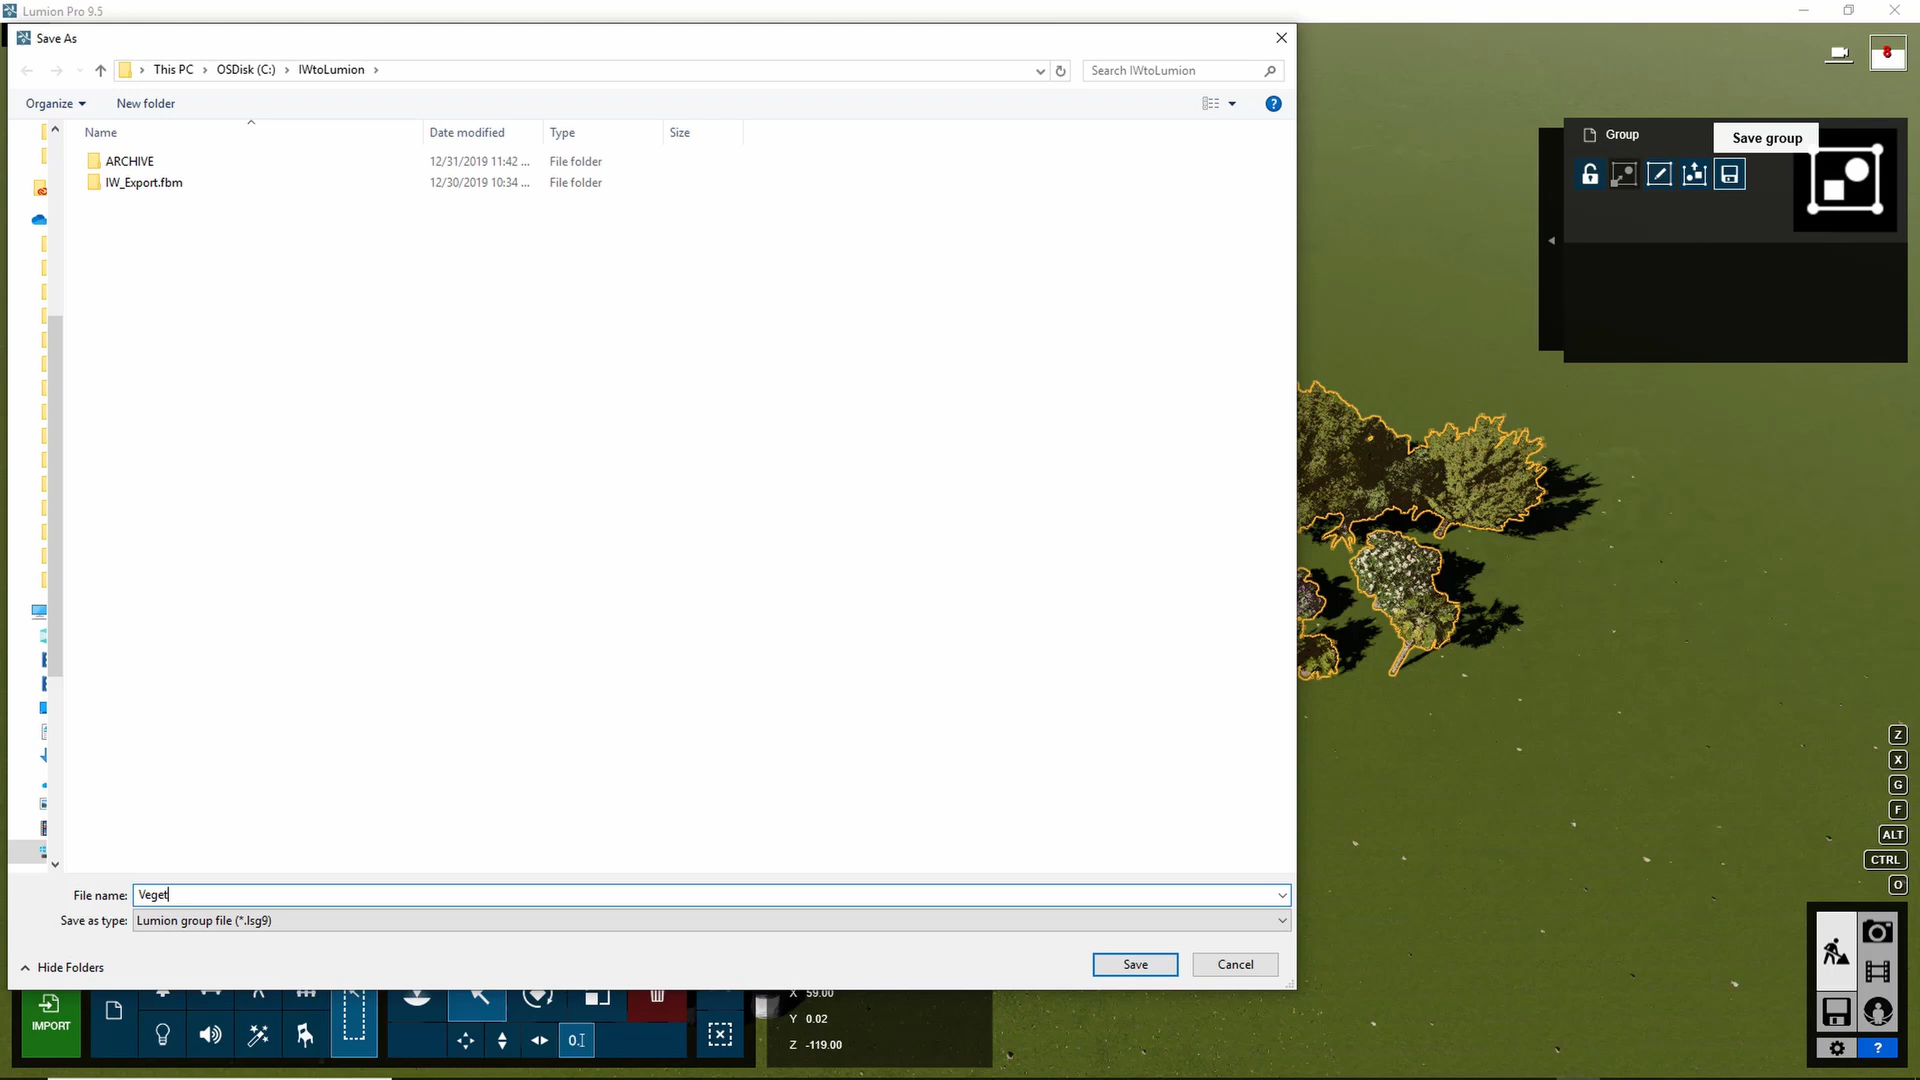 Lumion Pro 9.5
Save As
This PC
OSDisk (C:)
IWtoLumion
Search IWtoLumion
Organize
New folder
?
Name
Date modified
Type
Size
ARCHIVE
12/31/2019 11:42 ...
File folder
IW_Export.fbm
12/30/2019 10:34 ...
File folder
File name:
Veget
Save as type:
Lumion group file (*.lsg9)
Hide Folders
Save
Cancel
8
Group
Save group
Z
X
G
F
ALT
CTRL
O
IMPORT
X 59.00
Y 0.02
Z -119.00
?